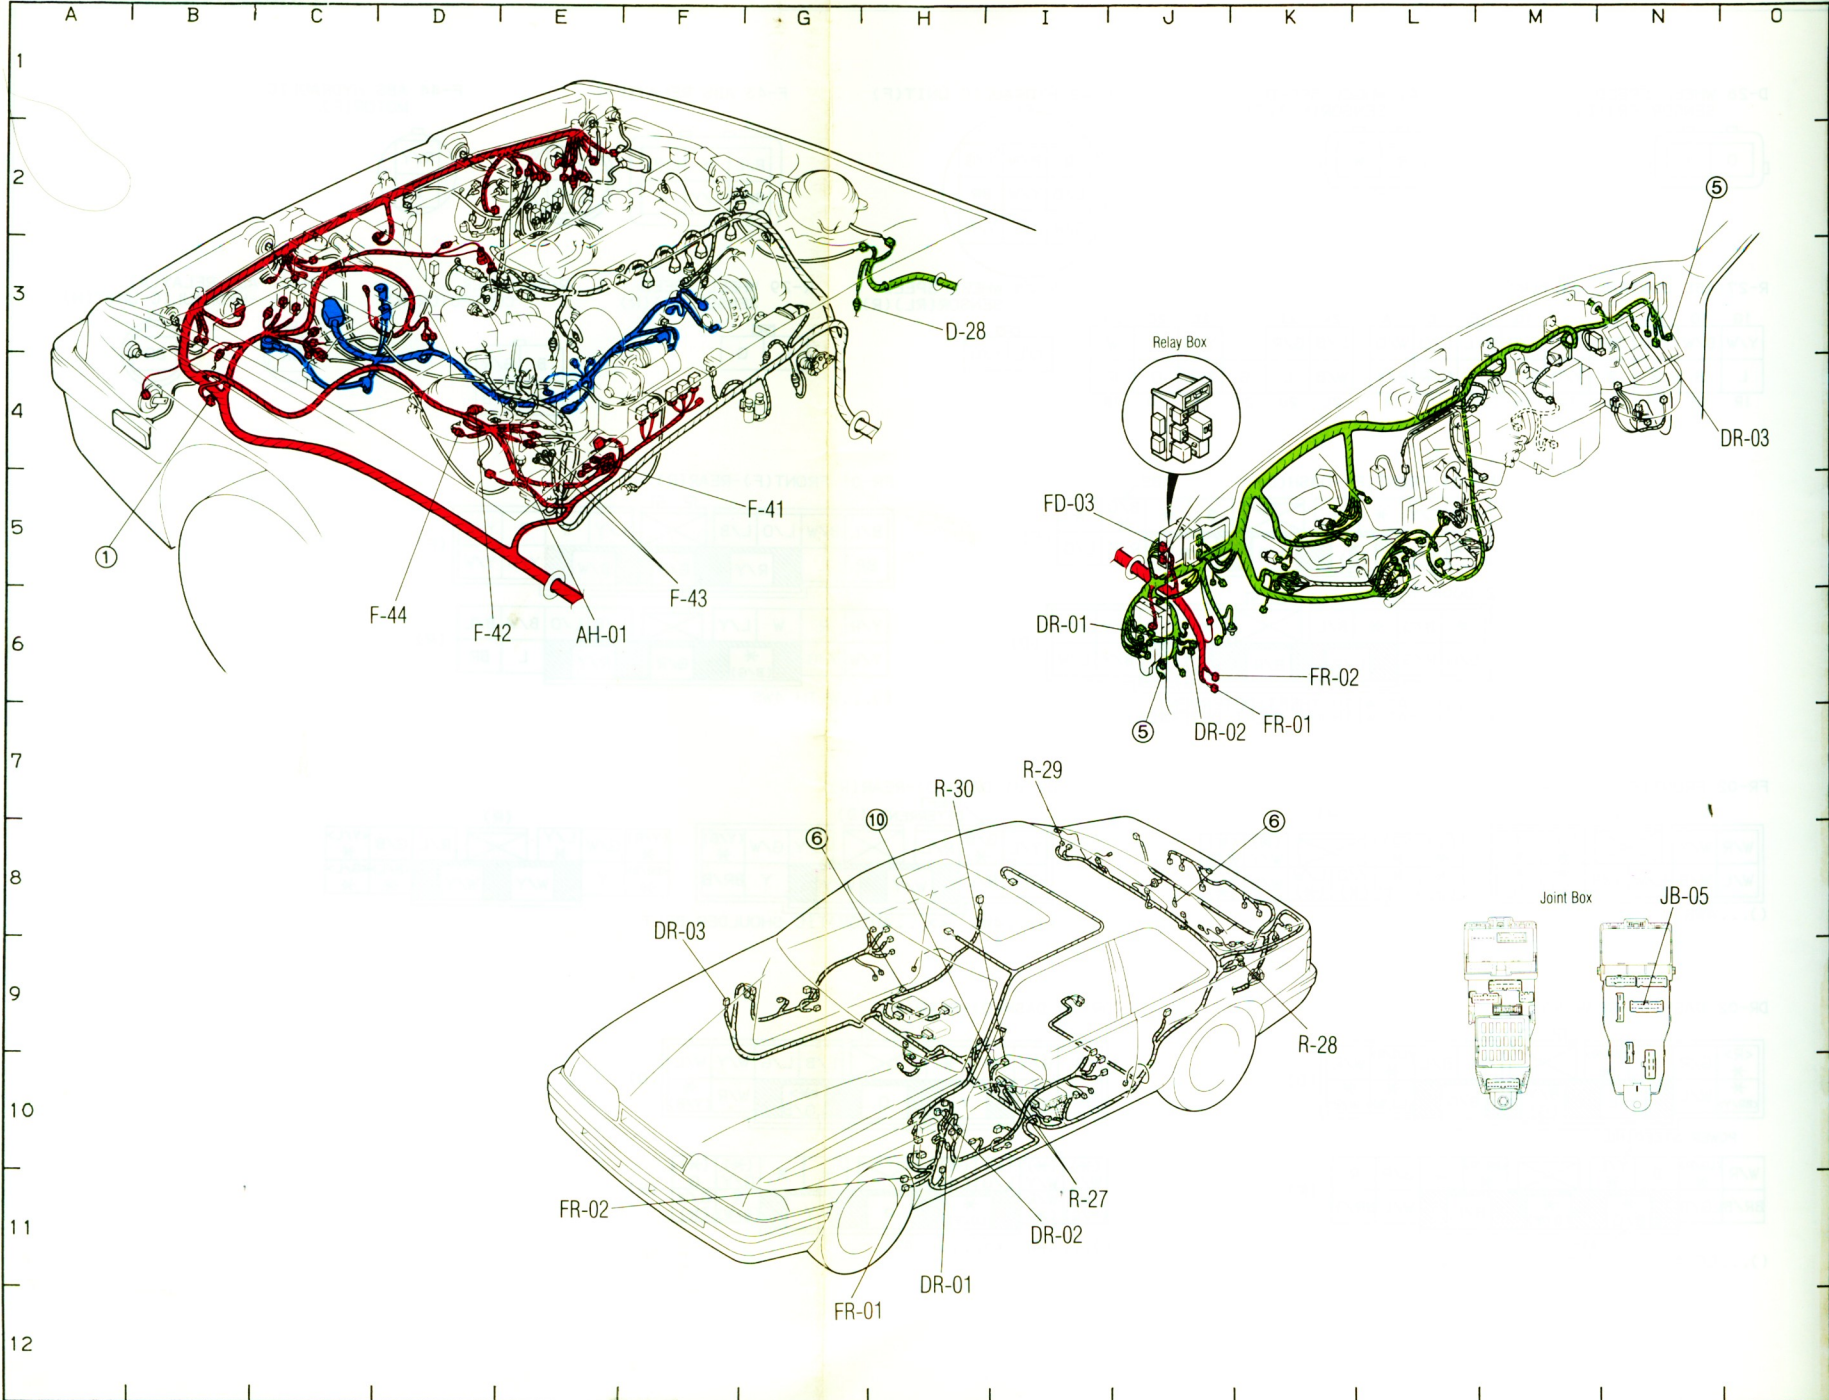 A B C D E F G H I J K L M N O
1
2
⑤
3
D-28
Relay Box
4
DR-03
FD-03
F-41
5
①
F-43
F-44
F-42
AH-01
DR-01
6
FR-02
FR-01
⑤
DR-02
7
R-29
R-30
⑥
⑩
⑥
8
Joint Box
JB-05
DR-03
9
R-28
10
R-27
FR-02
11
DR-02
DR-01
FR-01
12